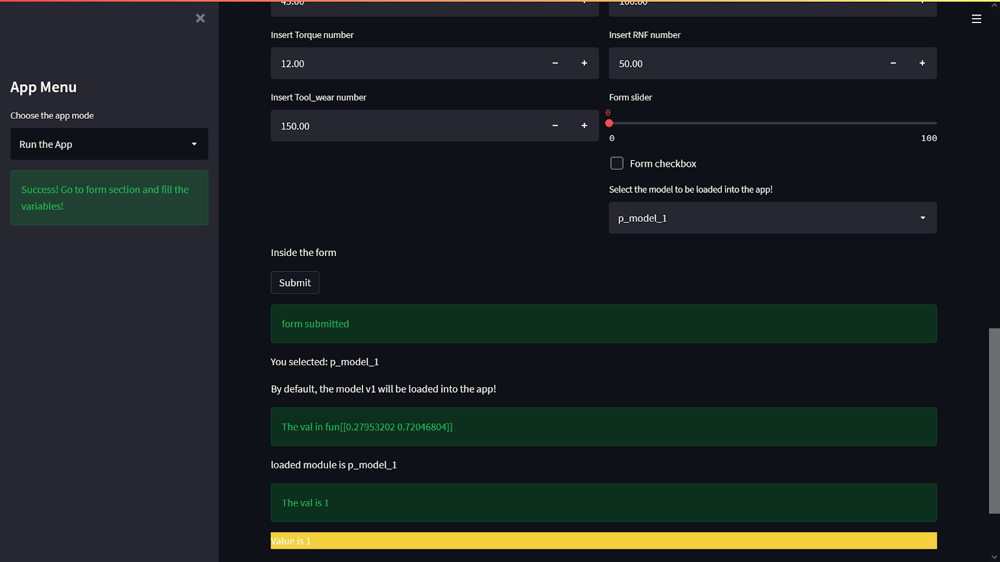 App Menu
Choose the app mode
Run the App
Success! Go to form section and fill the
variables!
45.00
100.00
Insert Torque number
Insert RNF number
12.00
50.00
Insert Tool_wear number
Form slider
150.00
0
0
100
Form checkbox
Select the model to be loaded into the app!
p_model_1
Inside the form
Submit
form submitted
You selected: p_model_1
By default, the model v1 will be loaded into the app!
The val in fun[[0.27953202 0.72046804]]
loaded module is p_model_1
The val is 1
Value is 1